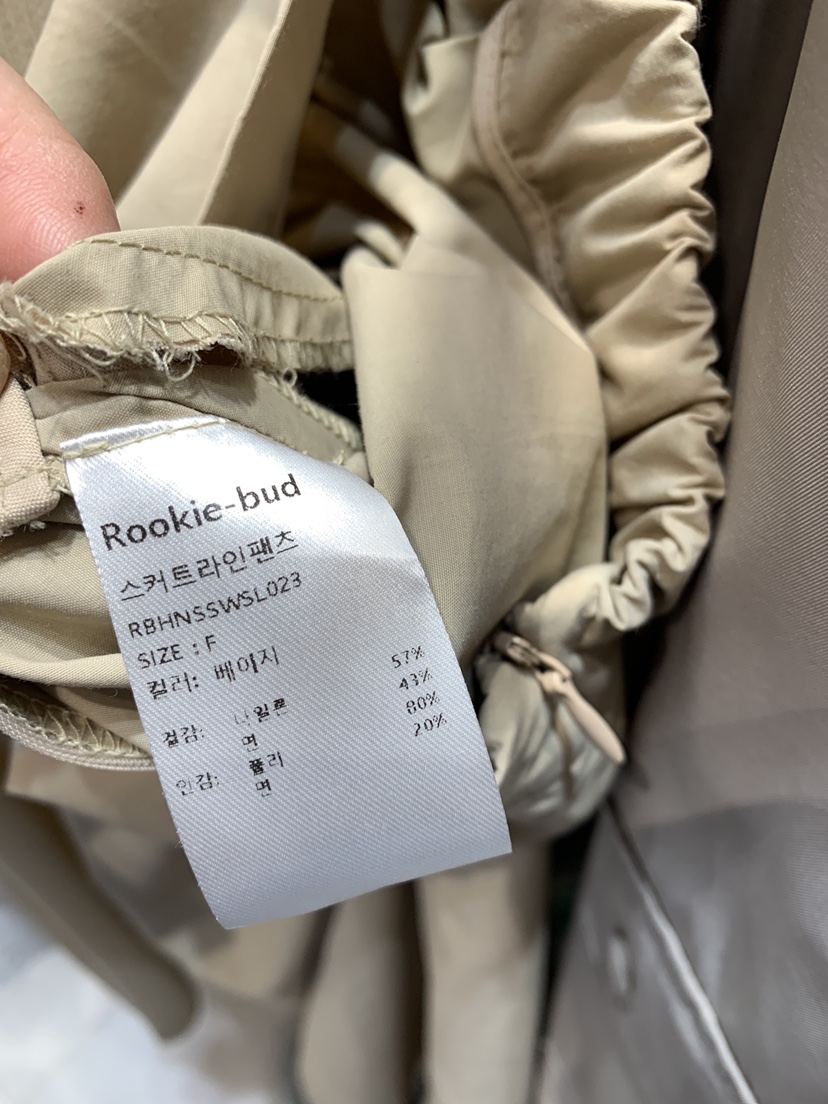 Rookie-bud
스커트라인팬츠
RBHNSSWSL023
SIZE : F
컬러: 베이지
겉감: 나일론 57%
면 43%
안감: 폴리 80%
면 20%